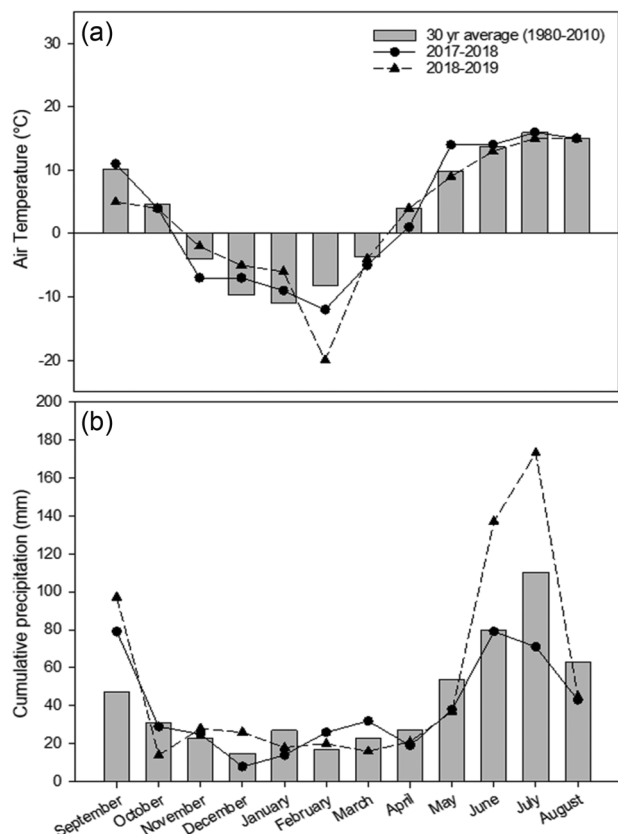 (a)
30 yr average (1980-2010)
2017-2018
2018-2019
30
20
10
0
-10
-20
Air Temperature (°C)
(b)
200
180
160
140
120
100
80
60
40
20
0
Cumulative precipitation (mm)
September
October
November
December
January
February
March
April
May
June
July
August